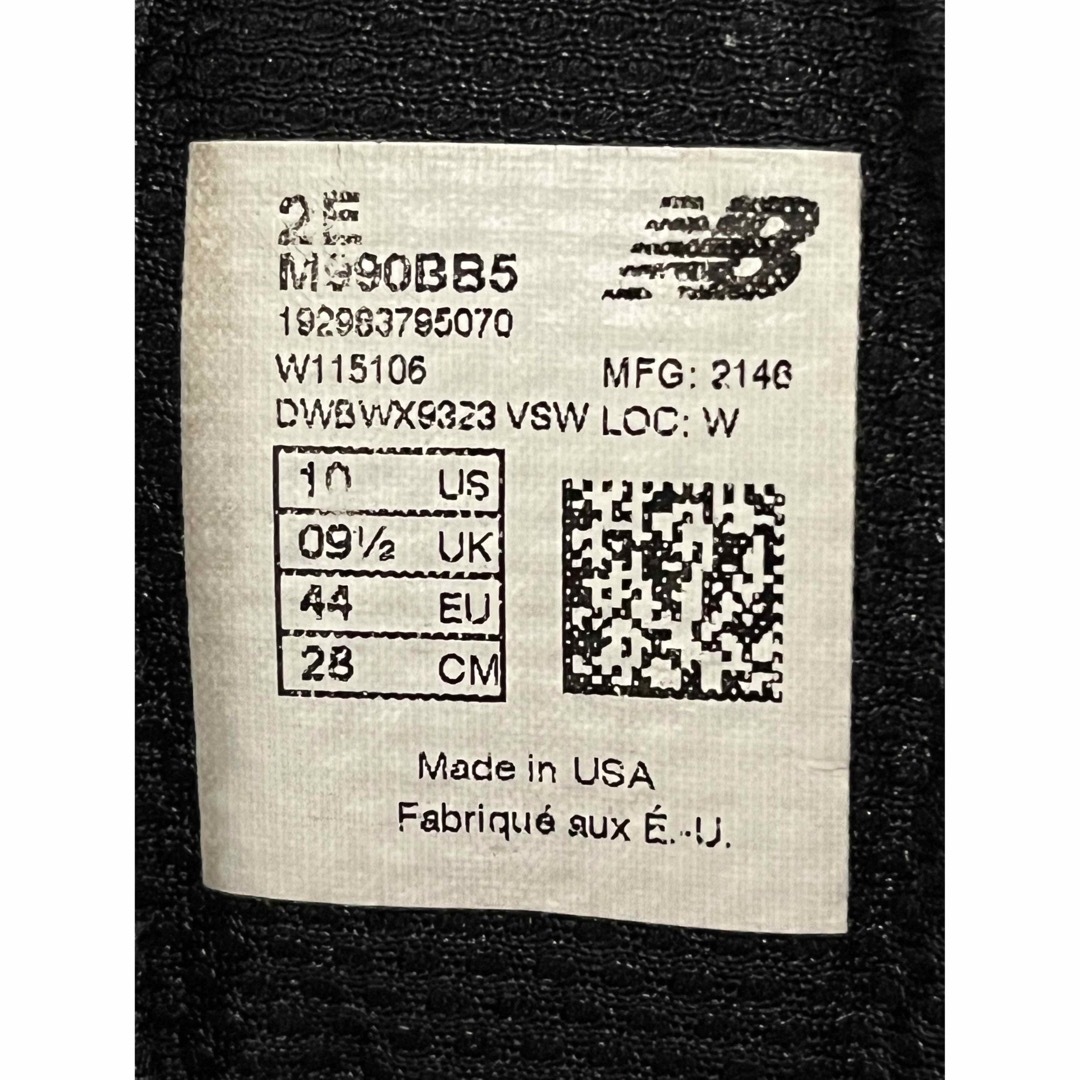 2E
M990BB5
192983795070
W115106
MFG: 2146
DWBWX9323 VSW LOC: W
10 US
09½ UK
44 EU
28 CM
Made in USA
Fabriqué aux É.-U.
NB